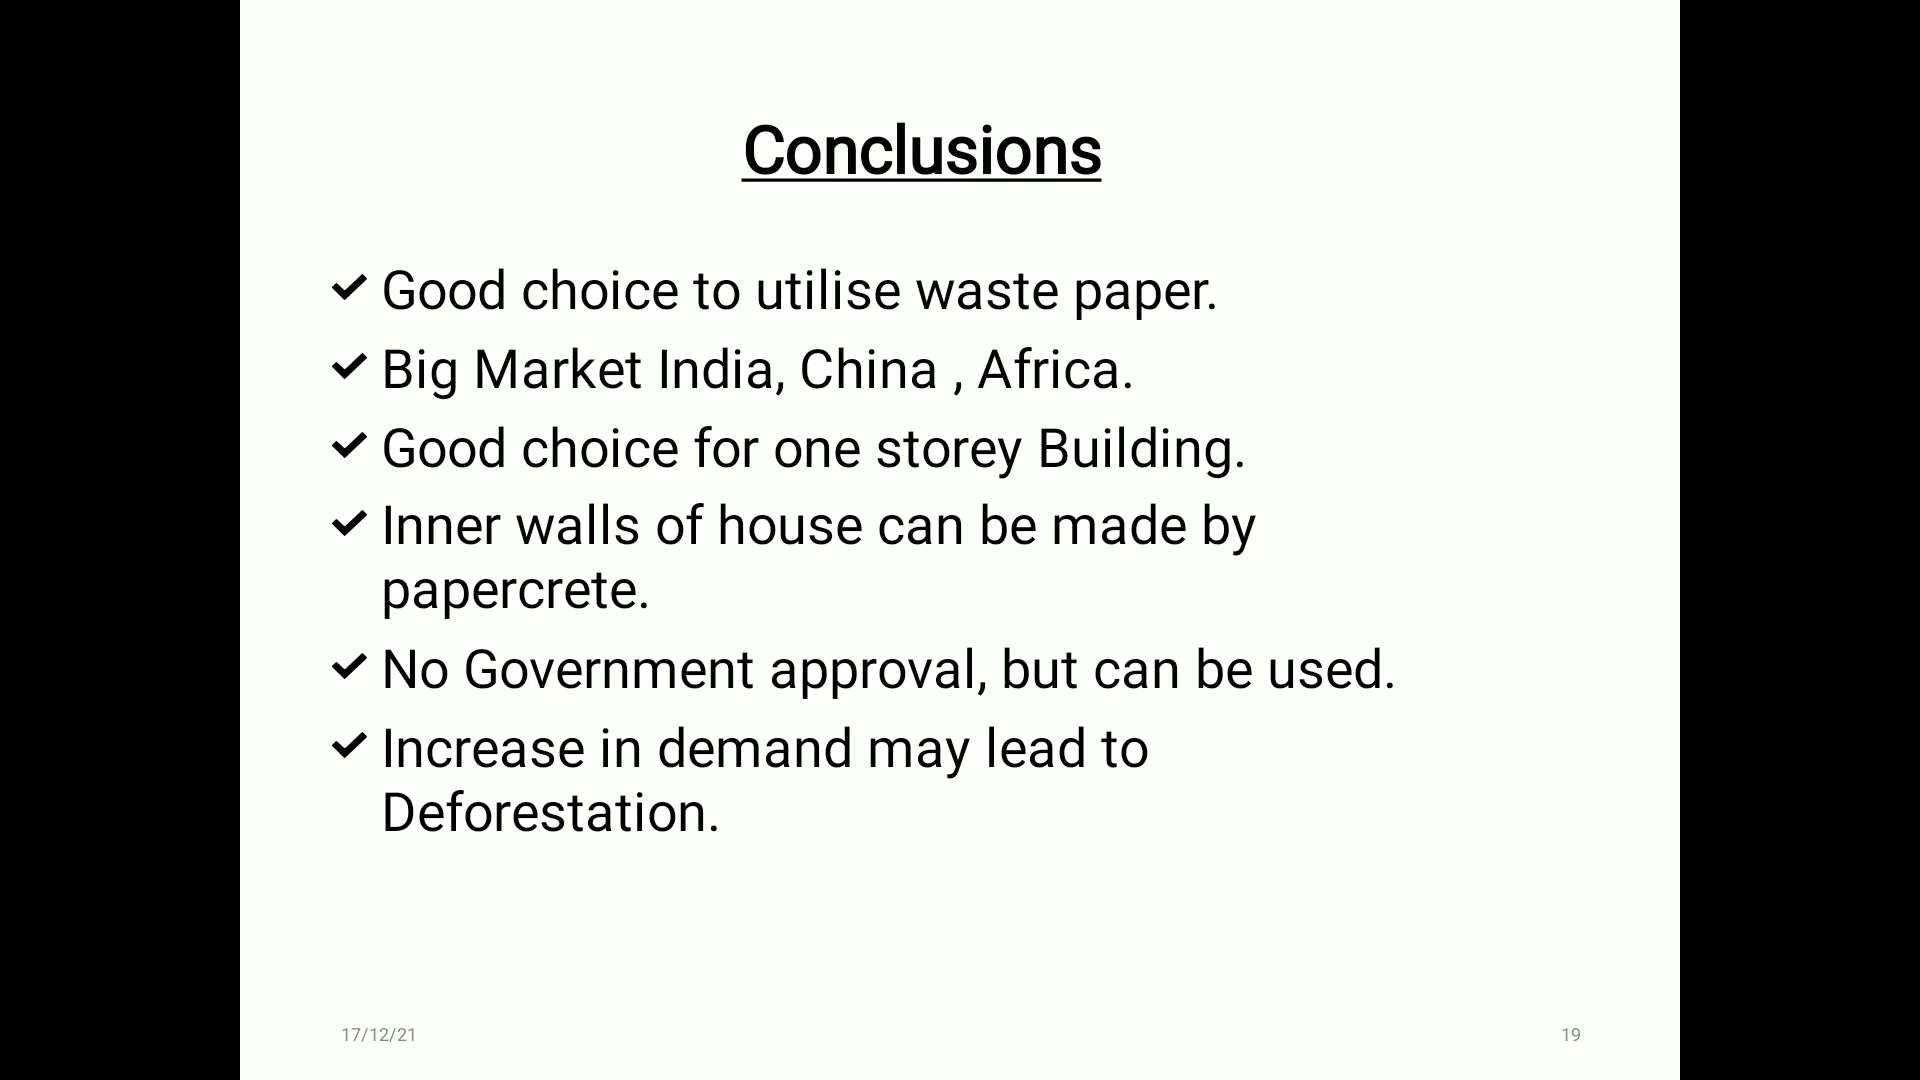 Conclusions
✓ Good choice to utilise waste paper.
✓ Big Market India, China , Africa.
✓ Good choice for one storey Building.
✓ Inner walls of house can be made by
papercrete.
✓ No Government approval, but can be used.
✓ Increase in demand may lead to
Deforestation.
17/12/21
19